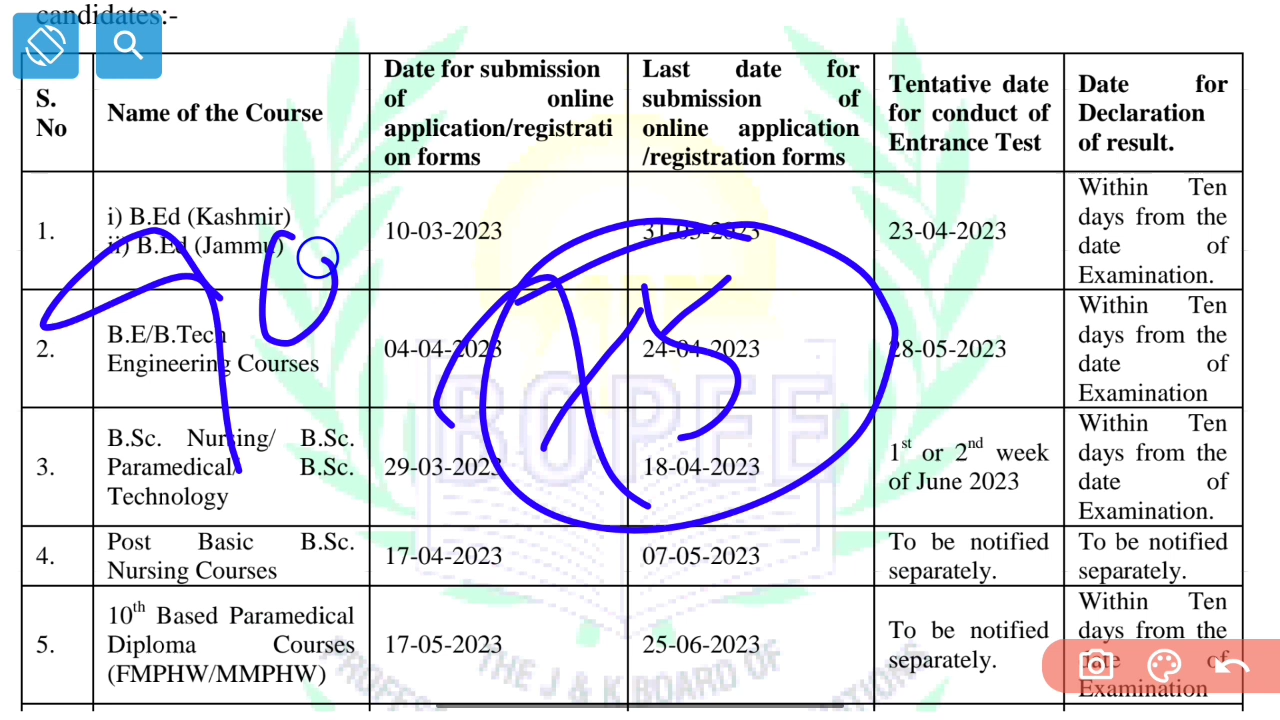 candidates:-
S. No | Name of the Course | Date for submission of online application/registration forms | Last date for submission of online application /registration forms | Tentative date for conduct of Entrance Test | Date for Declaration of result.
1. | i) B.Ed (Kashmir) ii) B.Ed (Jammu) | 10-03-2023 | 31-03-2023 | 23-04-2023 | Within Ten days from the date of Examination.
2. | B.E/B.Tech Engineering Courses | 04-04-2023 | 24-04-2023 | 28-05-2023 | Within Ten days from the date of Examination
3. | B.Sc. Nursing/ B.Sc. Paramedical/ B.Sc. Technology | 29-03-2023 | 18-04-2023 | 1st or 2nd week of June 2023 | Within Ten days from the date of Examination.
4. | Post Basic B.Sc. Nursing Courses | 17-04-2023 | 07-05-2023 | To be notified separately. | To be notified separately.
5. | 10th Based Paramedical Diploma Courses (FMPHW/MMPHW) | 17-05-2023 | 25-06-2023 | To be notified separately. | Within Ten days from the date of Examination
BOPEE
THE J & K BOARD OF